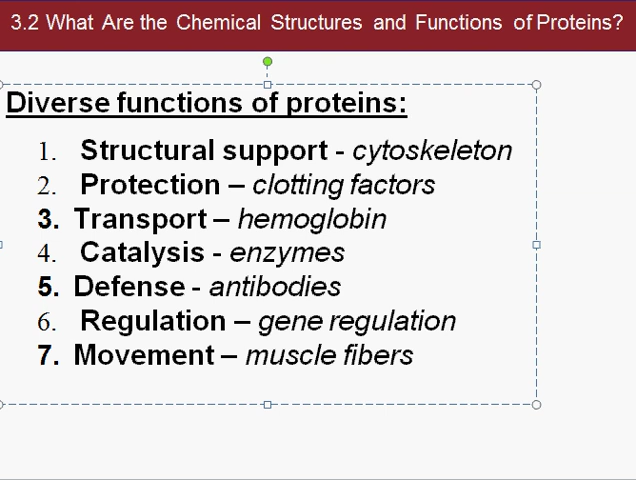 3.2 What Are the Chemical Structures and Functions of Proteins?
Diverse functions of proteins:
1. Structural support - cytoskeleton
2. Protection – clotting factors
3. Transport – hemoglobin
4. Catalysis - enzymes
5. Defense - antibodies
6. Regulation – gene regulation
7. Movement – muscle fibers